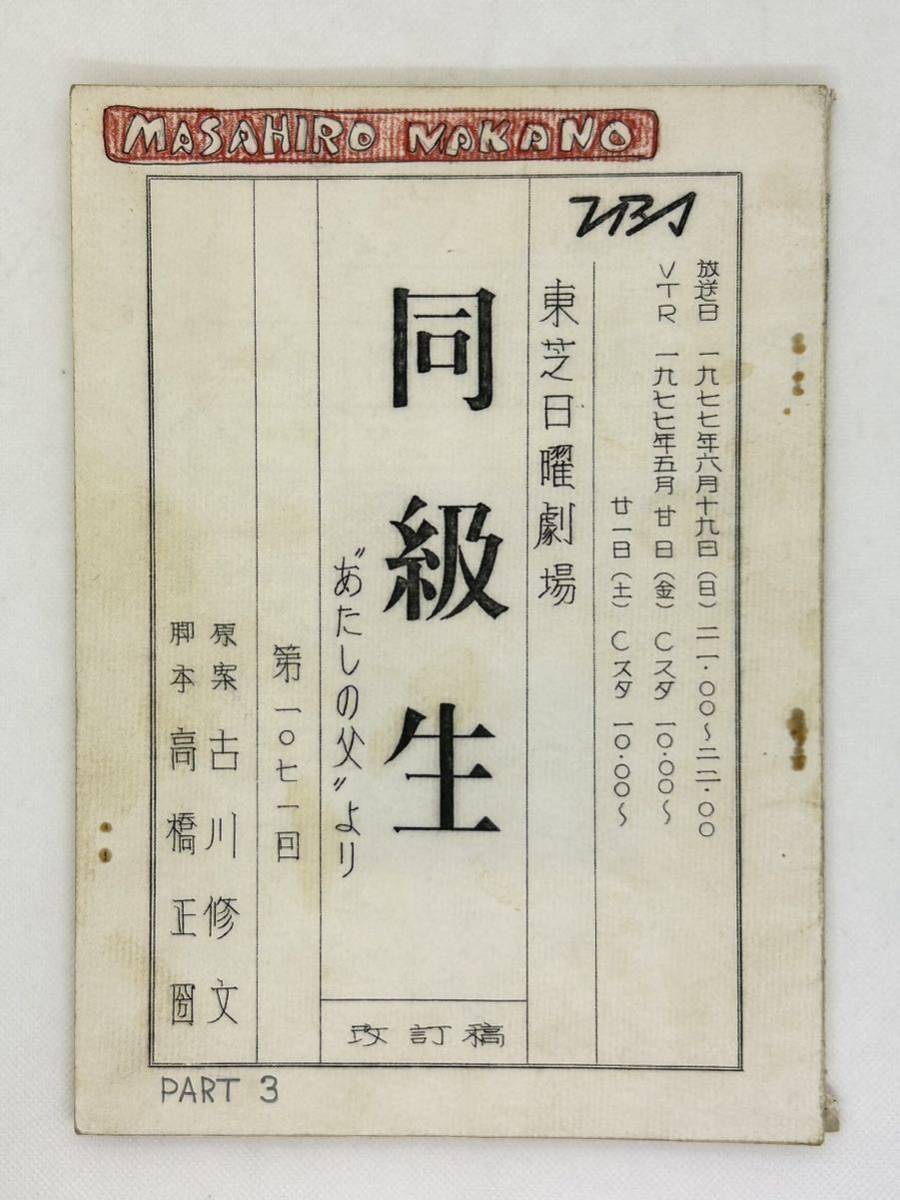 MASAHIRO NAKANO
TBS
放送日 一九七七年六月十九日(日) 二一・〇〇〜二二・〇〇
VTR 一九七七年五月廿日(金) Cスタ 一〇・〇〇〜
廿一日(土) Cスタ 一〇・〇〇〜
東芝日曜劇場
同級生
"あたしの父"より
改訂稿
第一〇七一回
原案 古川修文
脚本 高橋正圀
PART 3